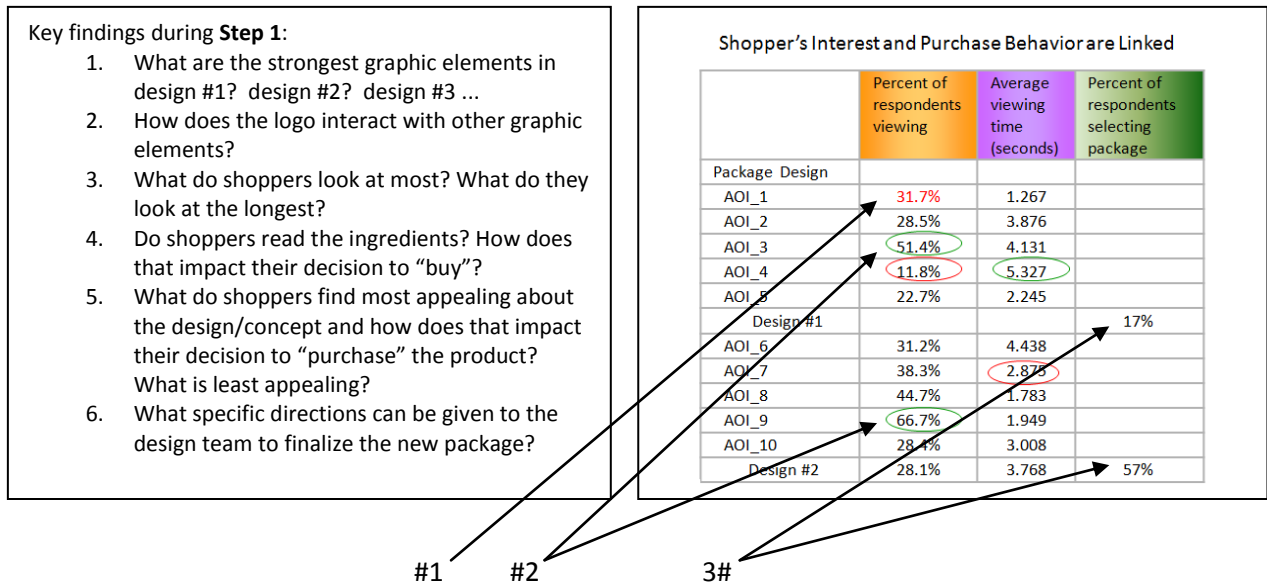 Key findings during Step 1:
1. What are the strongest graphic elements in
design #1? design #2? design #3 ...
2. How does the logo interact with other graphic
elements?
3. What do shoppers look at most? What do they
look at the longest?
4. Do shoppers read the ingredients? How does
that impact their decision to “buy”?
5. What do shoppers find most appealing about
the design/concept and how does that impact
their decision to “purchase” the product?
What is least appealing?
6. What specific directions can be given to the
design team to finalize the new package?
Shopper’s Interest and Purchase Behavior are Linked
Percent of respondents viewing Average viewing time (seconds) Percent of respondents selecting package
Package Design
AOI_1 31.7% 1.267
AOI_2 28.5% 3.876
AOI_3 51.4% 4.131
AOI_4 11.8% 5.327
AOI_5 22.7% 2.245
Design #1 17%
AOI_6 31.2% 4.438
AOI_7 38.3% 2.875
AOI_8 44.7% 1.783
AOI_9 66.7% 1.949
AOI_10 28.4% 3.008
Design #2 28.1% 3.768 57%
#1 #2 3#